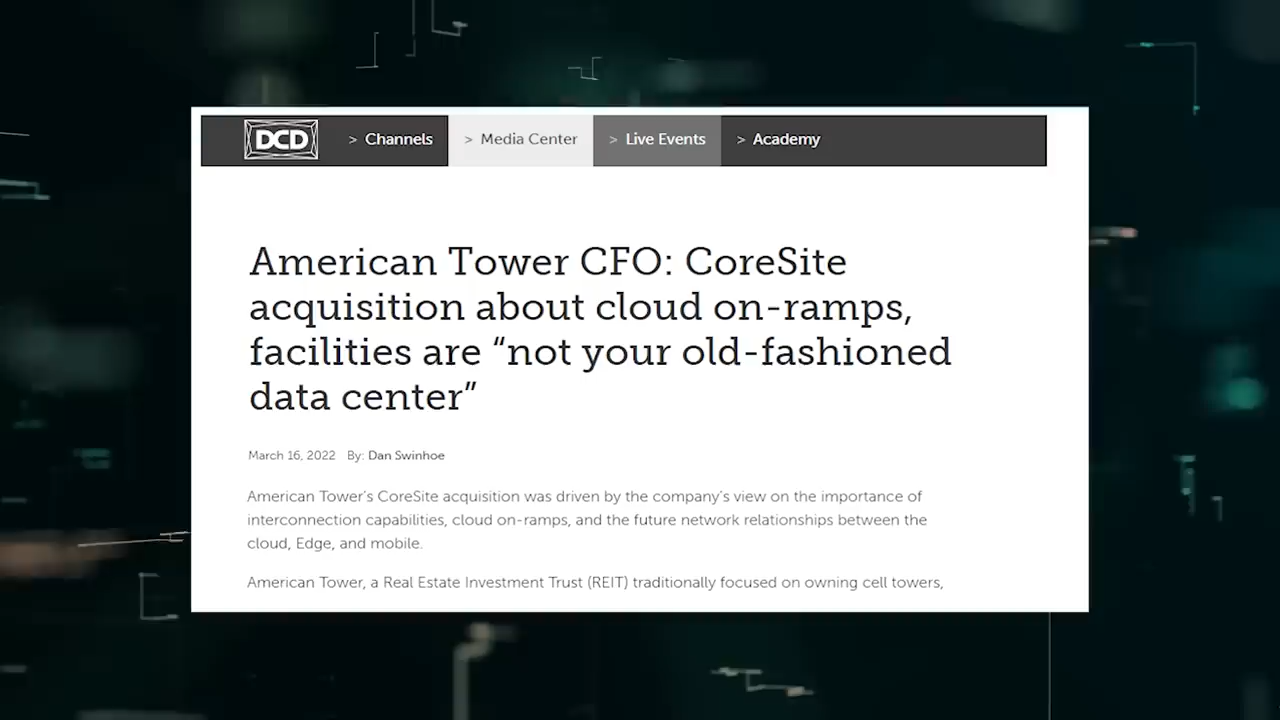 DCD > Channels > Media Center > Live Events > Academy
American Tower CFO: CoreSite
acquisition about cloud on-ramps,
facilities are “not your old-fashioned
data center”
March 16, 2022 By: Dan Swinhoe
American Tower’s CoreSite acquisition was driven by the company’s view on the importance of
interconnection capabilities, cloud on-ramps, and the future network relationships between the
cloud, Edge, and mobile.
American Tower, a Real Estate Investment Trust (REIT) traditionally focused on owning cell towers,